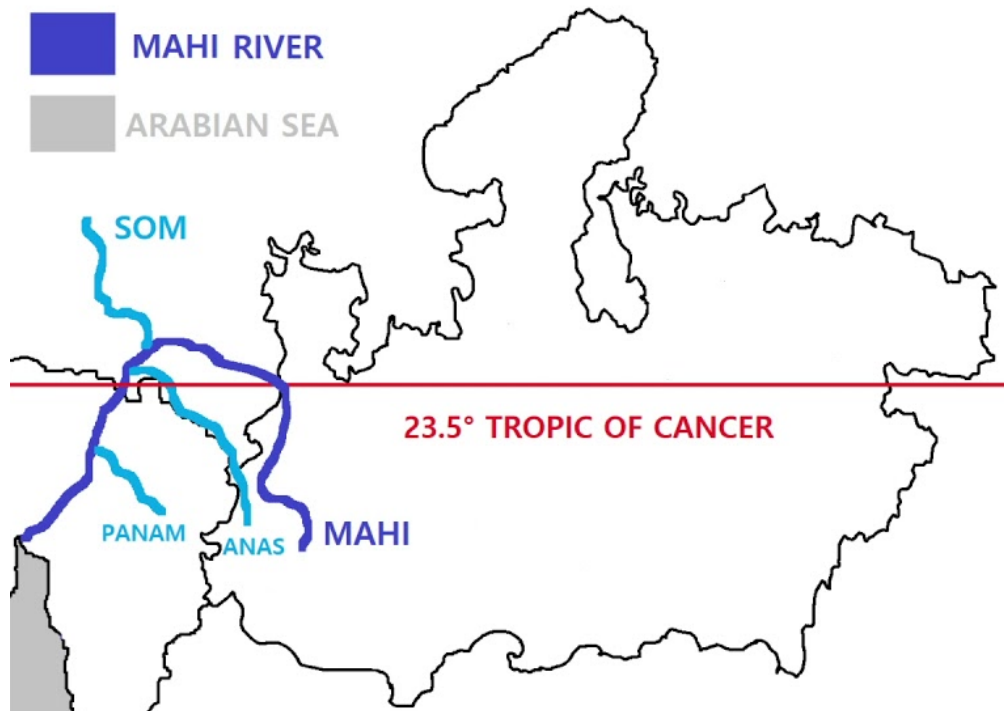 MAHI RIVER
ARABIAN SEA
SOM
23.5° TROPIC OF CANCER
PANAM
ANAS
MAHI